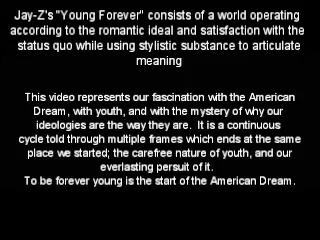 Jay-Z's "Young Forever" consists of a world operating
according to the romantic ideal and satisfaction with the
status quo while using stylistic substance to articulate
meaning
This video represents our fascination with the American
Dream, with youth, and with the mystery of why our
ideologies are the way they are. It is a continuous
cycle told through multiple frames which ends at the same
place we started; the carefree nature of youth, and our
everlasting persuit of it.
To be forever young is the start of the American Dream.